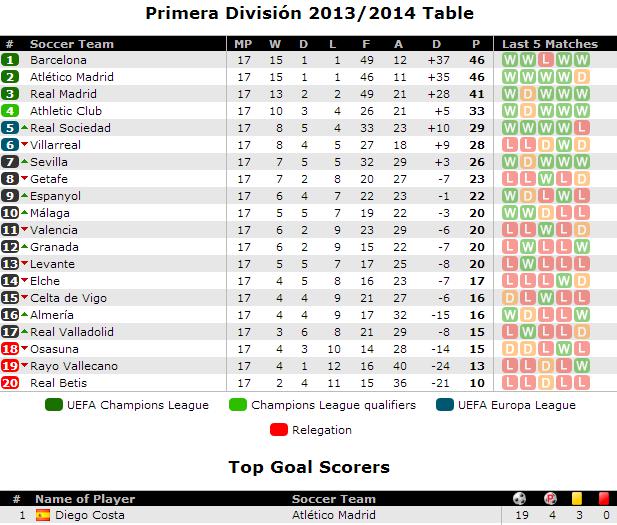 Primera División 2013/2014 Table
# Soccer Team MP W D L F A D P Last 5 Matches
1 Barcelona 17 15 1 1 49 12 +37 46 W W L W W
2 Atlético Madrid 17 15 1 1 46 11 +35 46 W W W W D
3 Real Madrid 17 13 2 2 49 21 +28 41 W D W W W
4 Athletic Club 17 10 3 4 26 21 +5 33 W D W W W
5 Real Sociedad 17 8 5 4 33 23 +10 29 W W W W L
6 Villarreal 17 8 4 5 27 18 +9 28 L L D W D
7 Sevilla 17 7 5 5 32 29 +3 26 W D W W W
8 Getafe 17 7 2 8 20 27 -7 23 L L W L D
9 Espanyol 17 6 4 7 22 23 -1 22 W D L W L
10 Málaga 17 5 5 7 19 22 -3 20 W W D L L
11 Valencia 17 6 2 9 23 29 -6 20 L L W L D
12 Granada 17 6 2 9 15 22 -7 20 L W L L W
13 Levante 17 5 5 7 17 25 -8 20 L W L L L
14 Elche 17 4 5 8 16 23 -7 17 L L D W L
15 Celta de Vigo 17 4 4 9 21 27 -6 16 D L W L L
16 Almería 17 4 4 9 17 32 -15 16 W D L L W
17 Real Valladolid 17 3 6 8 21 29 -8 15 L W L L D
18 Osasuna 17 4 3 10 14 28 -14 15 D D L W L
19 Rayo Vallecano 17 4 1 12 16 40 -24 13 L L D L W
20 Real Betis 17 2 4 11 15 36 -21 10 L L D L L
UEFA Champions League Champions League qualifiers UEFA Europa League
Relegation
Top Goal Scorers
# Name of Player Soccer Team
1 Diego Costa Atlético Madrid 19 4 3 0